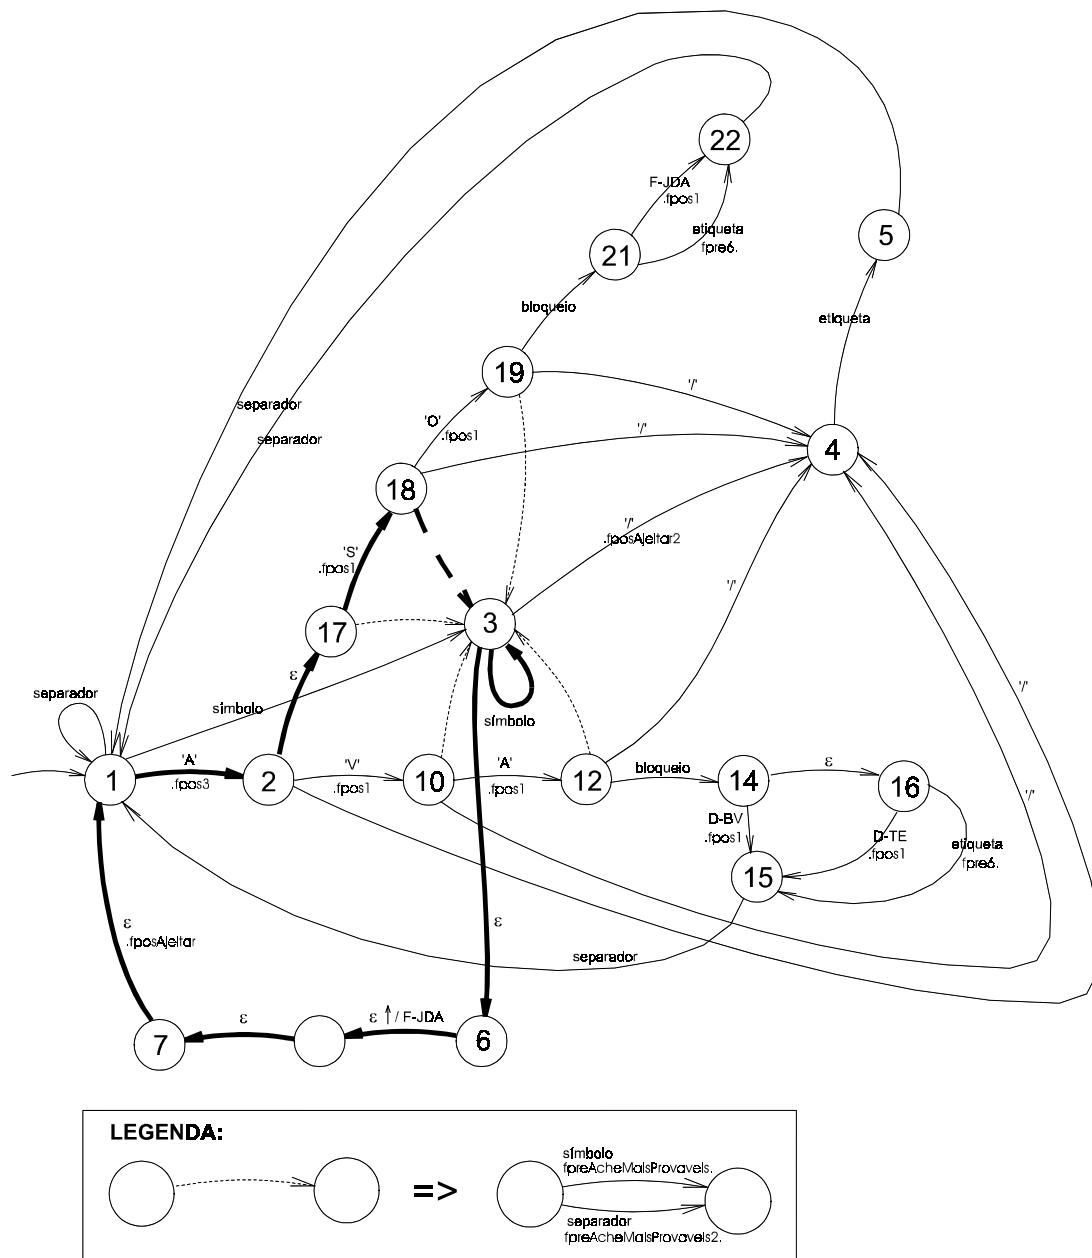 22
F-JDA
.fpos1
etiqueta
fpre6.
5
21
bloqueio
etiqueta
19
'/'
separador
'O'
.fpos1
separador
'/'
4
18
'/'
.fposAjeitar2
'S'
.fpos1
'/'
3
17
ε
separador
símbolo
símbolo
'/'
1
'A'
.fpos3
2
'V'
.fpos1
10
'A'
.fpos1
12
bloqueio
14
ε
16
'/'
D-BV
.fpos1
D-TE
.fpos1
etiqueta
fpre6.
15
ε
.fposAjeitar
ε
separador
7
ε
ε ↑ / F-JDA
6
LEGENDA:
=>
símbolo
fpreAcheMaisProvaveis.
separador
fpreAcheMaisProvaveis2.